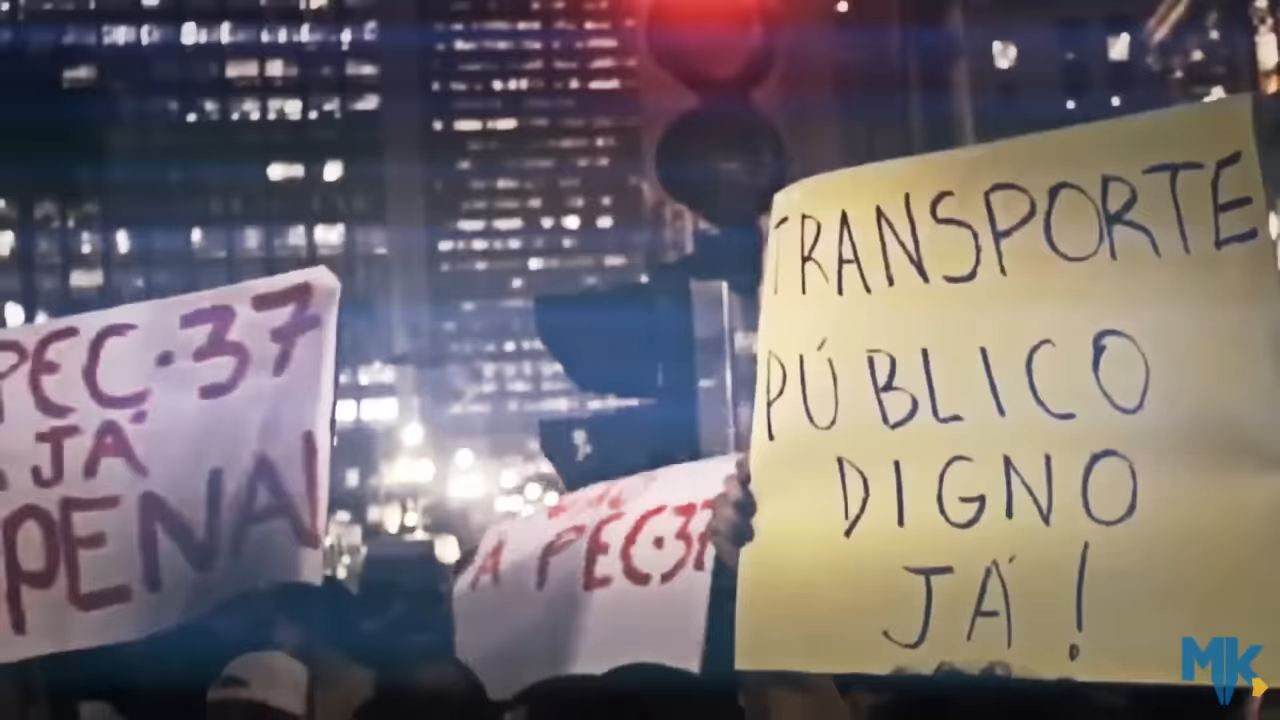 PEC.37
JÁ
PENA!
A PEC.37
TRANSPORTE
PÚBLICO
DIGNO
JÁ!
MK